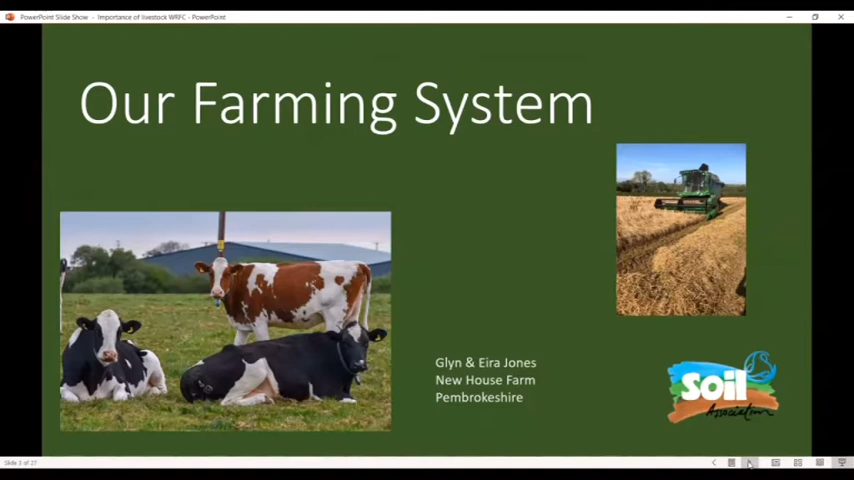 PowerPoint Slide Show - Importance of livestock WRFC - PowerPoint
Our Farming System
Glyn & Eira Jones
New House Farm
Pembrokeshire
soil
Association
Slide 3 of 27